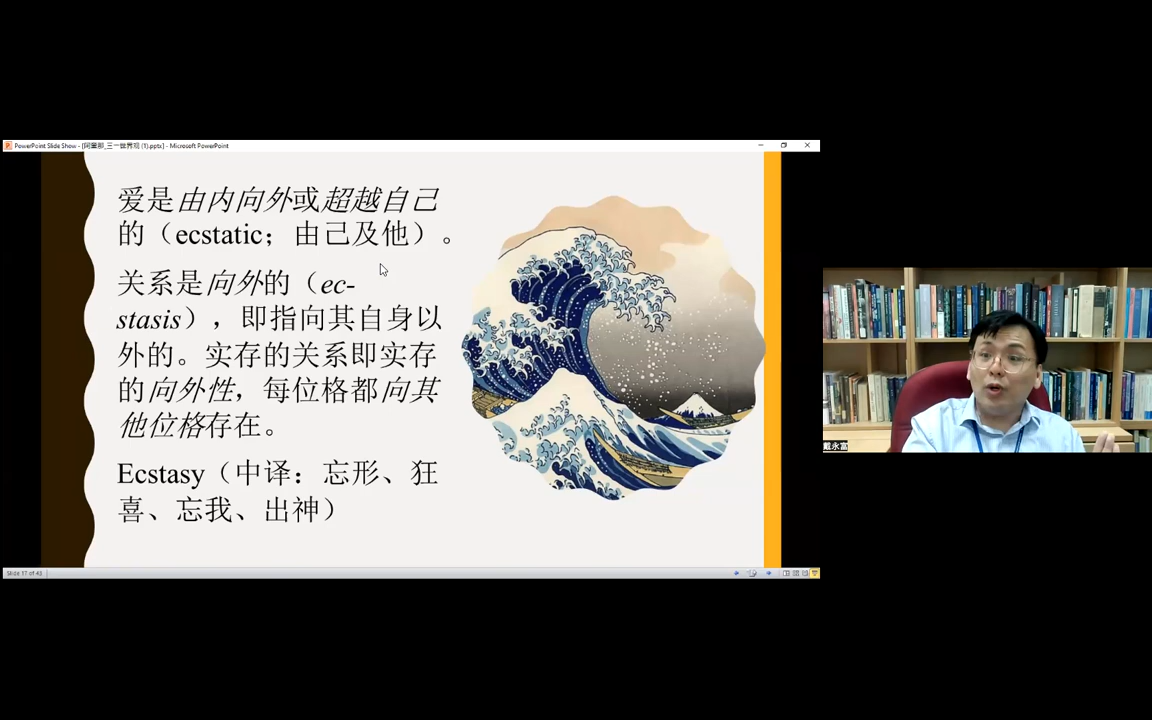 PowerPoint Slide Show - [阿奎那_三一世界观 (1).pptx] - Microsoft PowerPoint
爱是由内向外或超越自己
的（ecstatic；由己及他）。
关系是向外的（ec-
stasis），即指向其自身以
外的。实存的关系即实存
的向外性，每位格都向其
他位格存在。
Ecstasy（中译：忘形、狂
喜、忘我、出神）
戴永富
Slide 17 of 43